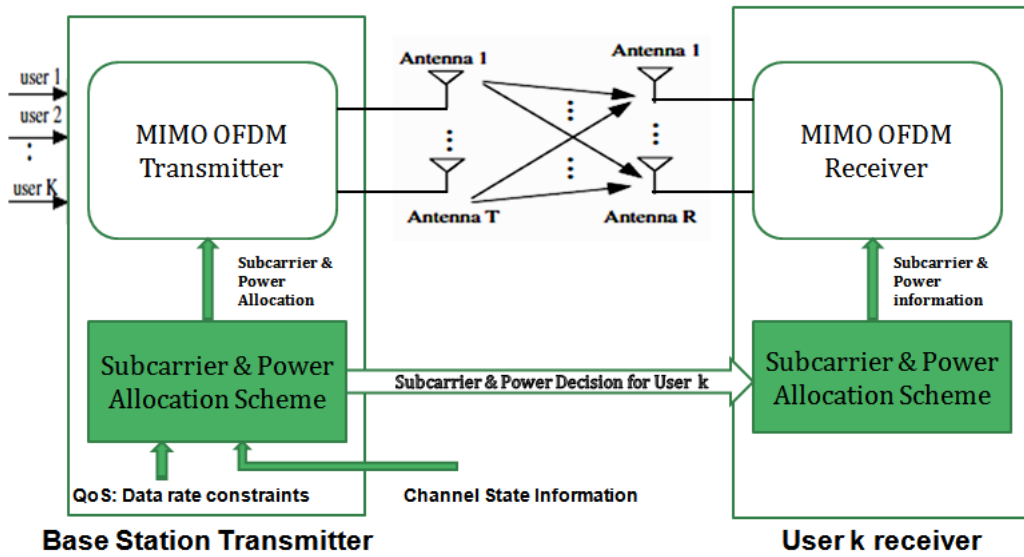 user 1
user 2
user K
MIMO OFDM
Transmitter
Antenna 1
Antenna T
Antenna 1
Antenna R
MIMO OFDM
Receiver
Subcarrier &
Power
Allocation
Subcarrier &
Power
information
Subcarrier & Power
Allocation Scheme
Subcarrier & Power Decision for User k
Subcarrier & Power
Allocation Scheme
QoS: Data rate constraints
Channel State Information
Base Station Transmitter
User k receiver